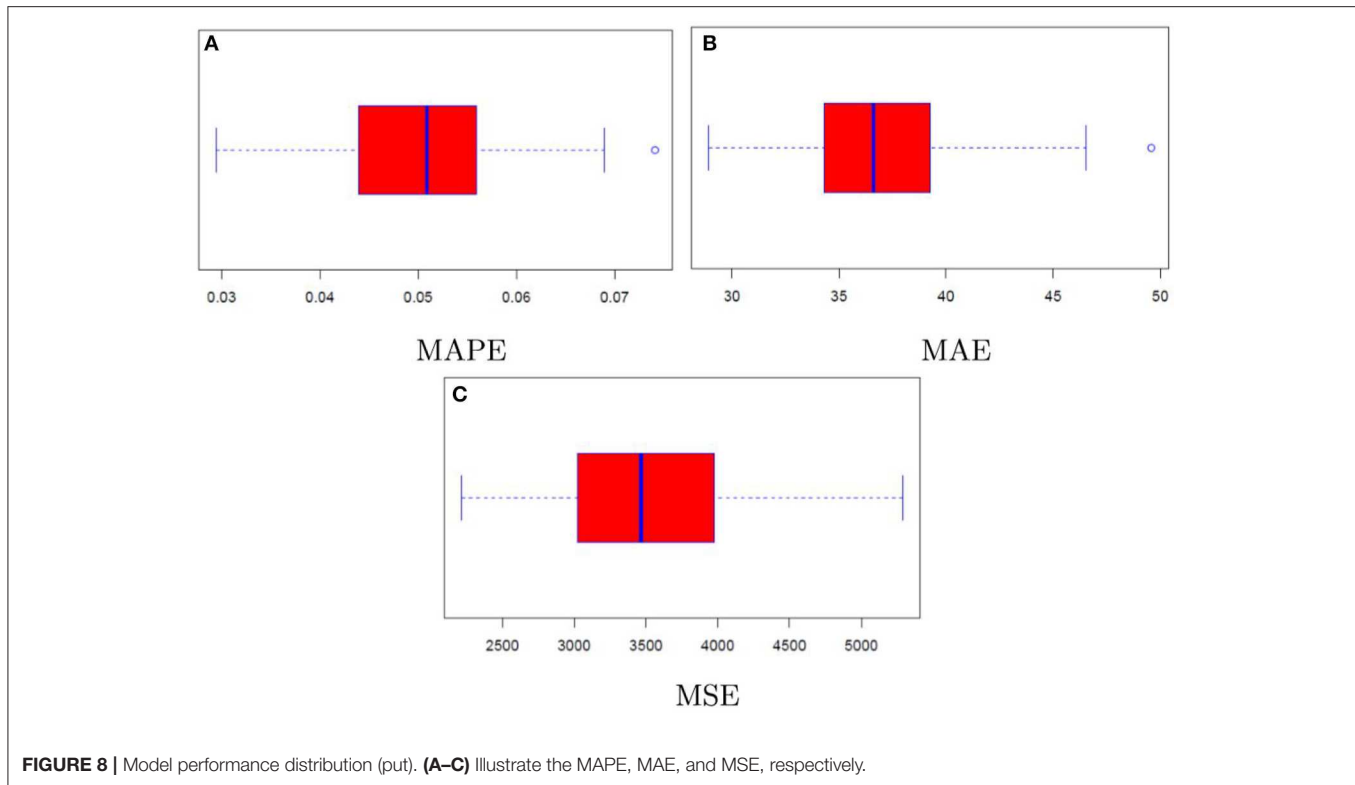 A
0.03 0.04 0.05 0.06 0.07
MAPE
B
30 35 40 45 50
MAE
C
2500 3000 3500 4000 4500 5000
MSE
FIGURE 8 | Model performance distribution (put). (A–C) Illustrate the MAPE, MAE, and MSE, respectively.